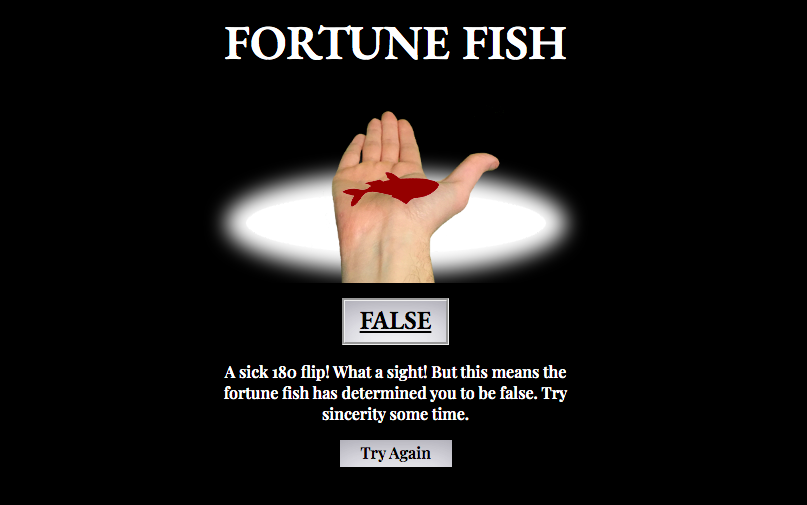 FORTUNE FISH
FALSE
A sick 180 flip! What a sight! But this means the
fortune fish has determined you to be false. Try
sincerity some time.
Try Again